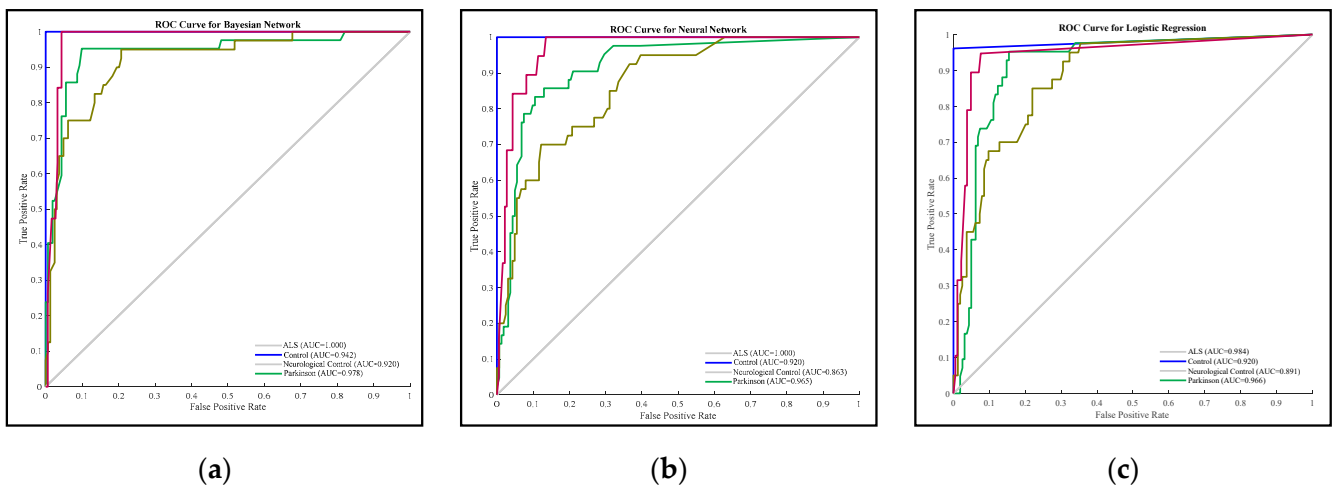 ROC Curve for Bayesian Network
True Positive Rate
1
0.9
0.8
0.7
0.6
0.5
0.4
0.3
0.2
0.1
0
ALS (AUC=1.000)
Control (AUC=0.942)
Neurological Control (AUC=0.920)
Parkinson (AUC=0.978)
0 0.1 0.2 0.3 0.4 0.5 0.6 0.7 0.8 0.9 1
False Positive Rate
(a)
ROC Curve for Neural Network
True Positive Rate
1
0.9
0.8
0.7
0.6
0.5
0.4
0.3
0.2
0.1
0
ALS (AUC=1.000)
Control (AUC=0.920)
Neurological Control (AUC=0.863)
Parkinson (AUC=0.965)
0 0.1 0.2 0.3 0.4 0.5 0.6 0.7 0.8 0.9 1
False Positive Rate
(b)
ROC Curve for Logistic Regression
True Positive Rate
1
0.9
0.8
0.7
0.6
0.5
0.4
0.3
0.2
0.1
0
ALS (AUC=0.984)
Control (AUC=0.920)
Neurological Control (AUC=0.891)
Parkinson (AUC=0.966)
0 0.1 0.2 0.3 0.4 0.5 0.6 0.7 0.8 0.9 1
False Positive Rate
(c)